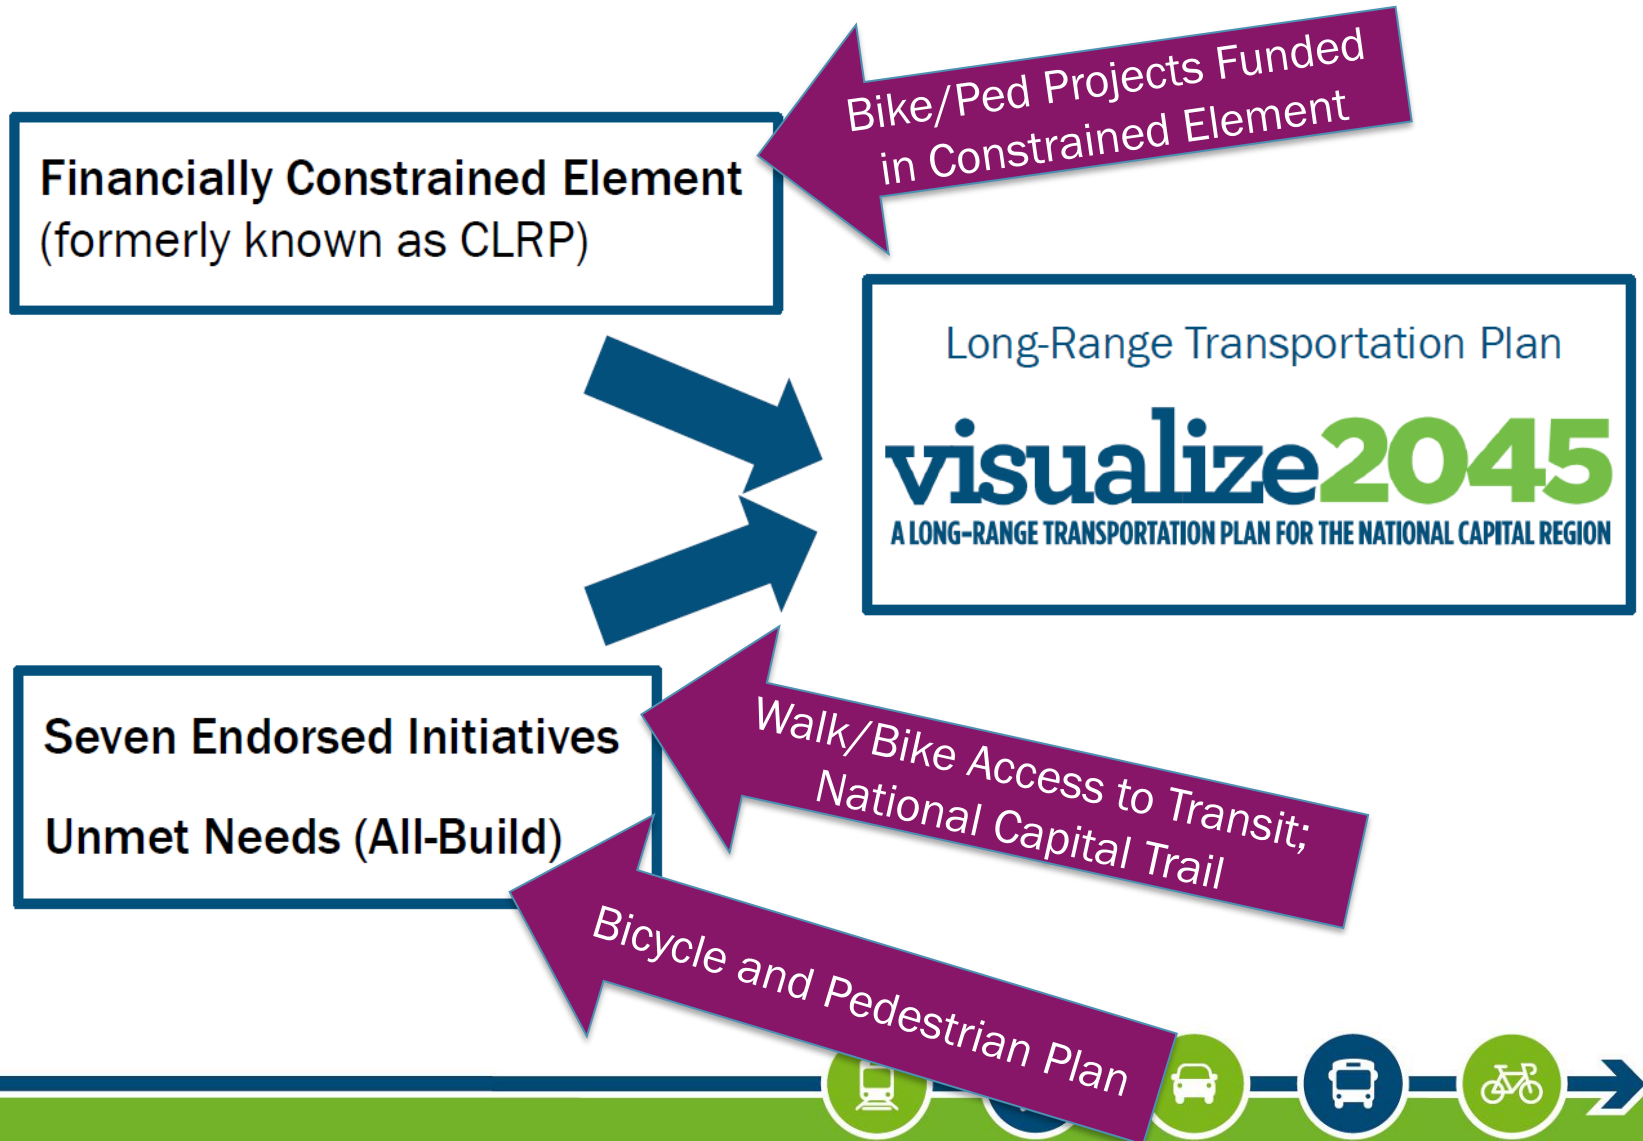 Bike/Ped Projects Funded
in Constrained Element
Financially Constrained Element
(formerly known as CLRP)
Long-Range Transportation Plan
visualize2045
A LONG-RANGE TRANSPORTATION PLAN FOR THE NATIONAL CAPITAL REGION
Seven Endorsed Initiatives
Unmet Needs (All-Build)
Walk/Bike Access to Transit;
National Capital Trail
Bicycle and Pedestrian Plan